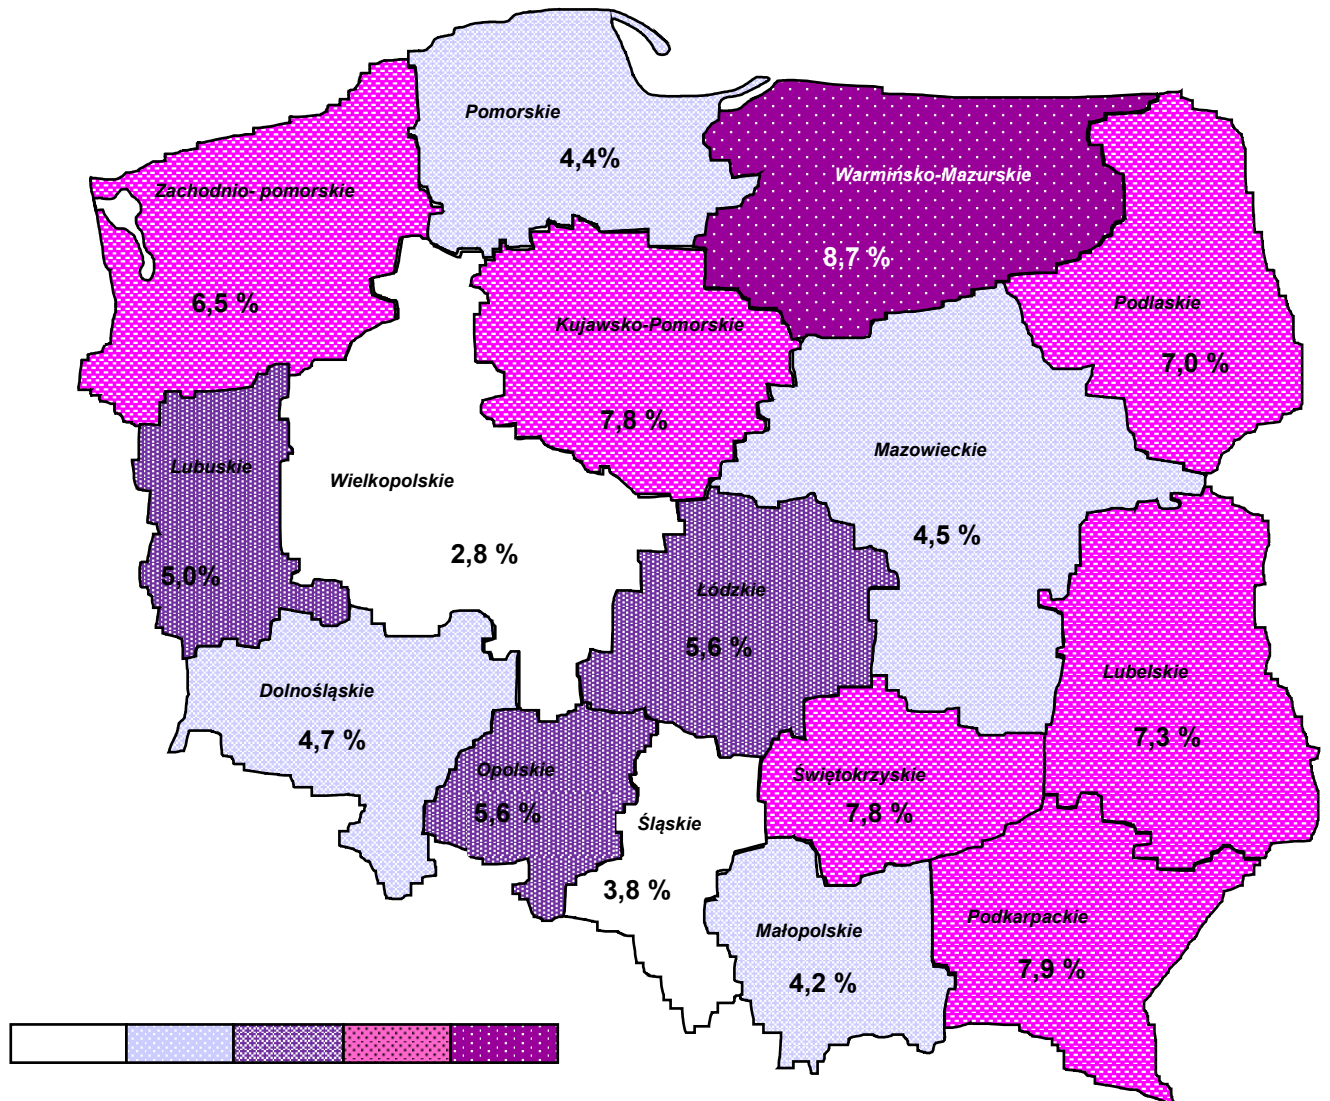 Pomorskie
4,4%
Warmińsko-Mazurskie
8,7 %
Zachodnio- pomorskie
6,5 %
Kujawsko-Pomorskie
7,8 %
Podlaskie
7,0 %
Lubuskie
5,0%
Wielkopolskie
2,8 %
Mazowieckie
4,5 %
Łódzkie
5,6 %
Lubelskie
7,3 %
Dolnośląskie
4,7 %
Opolskie
5,6 %
Śląskie
3,8 %
Świętokrzyskie
7,8 %
Małopolskie
4,2 %
Podkarpackie
7,9 %